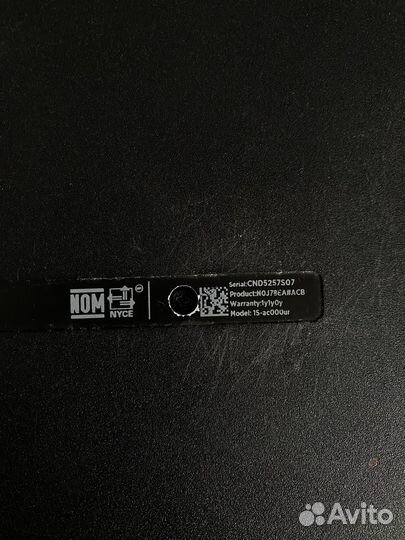 NOM
NYCE
Serial:CND5257S07
Product:N0J78EA#ACB
Warranty:1y1y0y
Model: 15-ac000ur
Avito